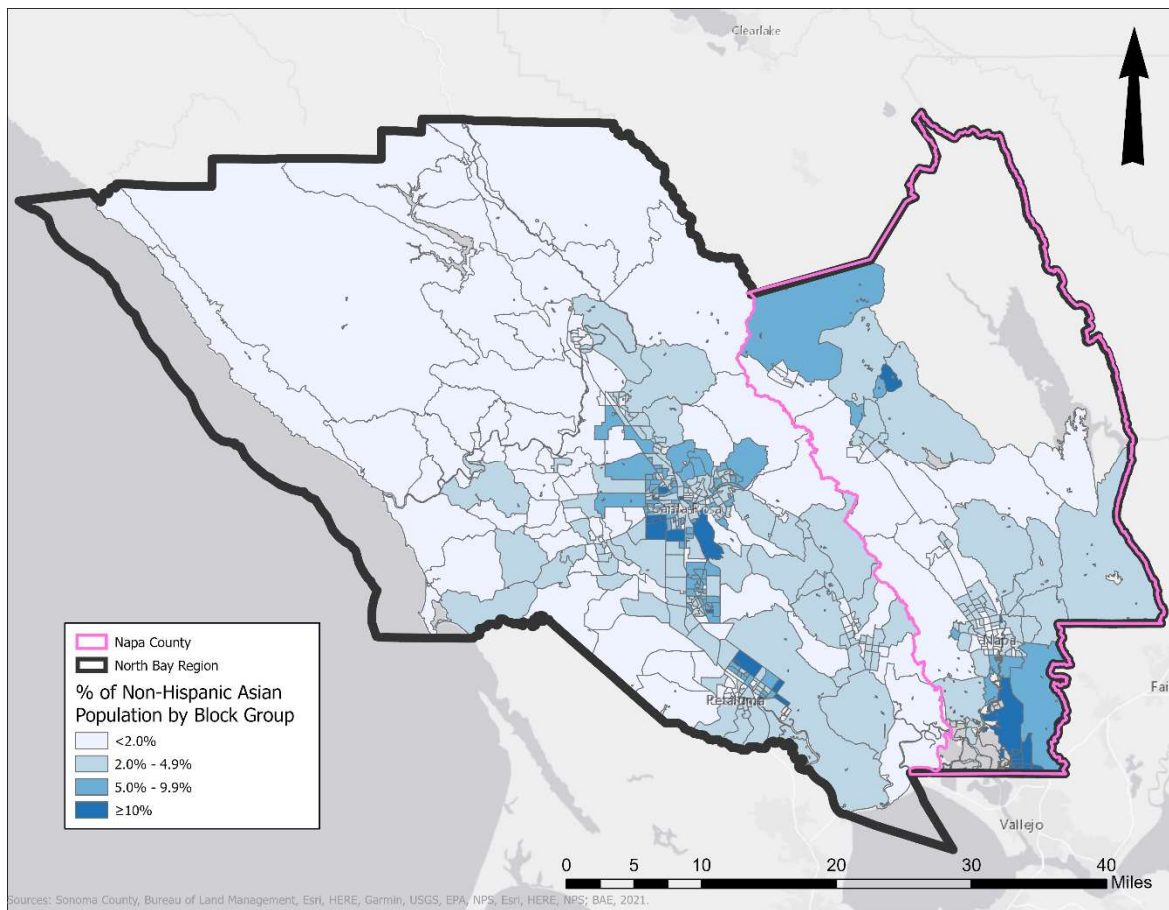 Clearlake
Santa Rosa
Napa
Petaluma
Fai
Vallejo
Napa County
North Bay Region
% of Non-Hispanic Asian
Population by Block Group
<2.0%
2.0% - 4.9%
5.0% - 9.9%
≥10%
0 5 10 20 30 40
Miles
Sources: Sonoma County, Bureau of Land Management, Esri, HERE, Garmin, USGS, EPA, NPS, Esri, HERE, NPS; BAE, 2021.